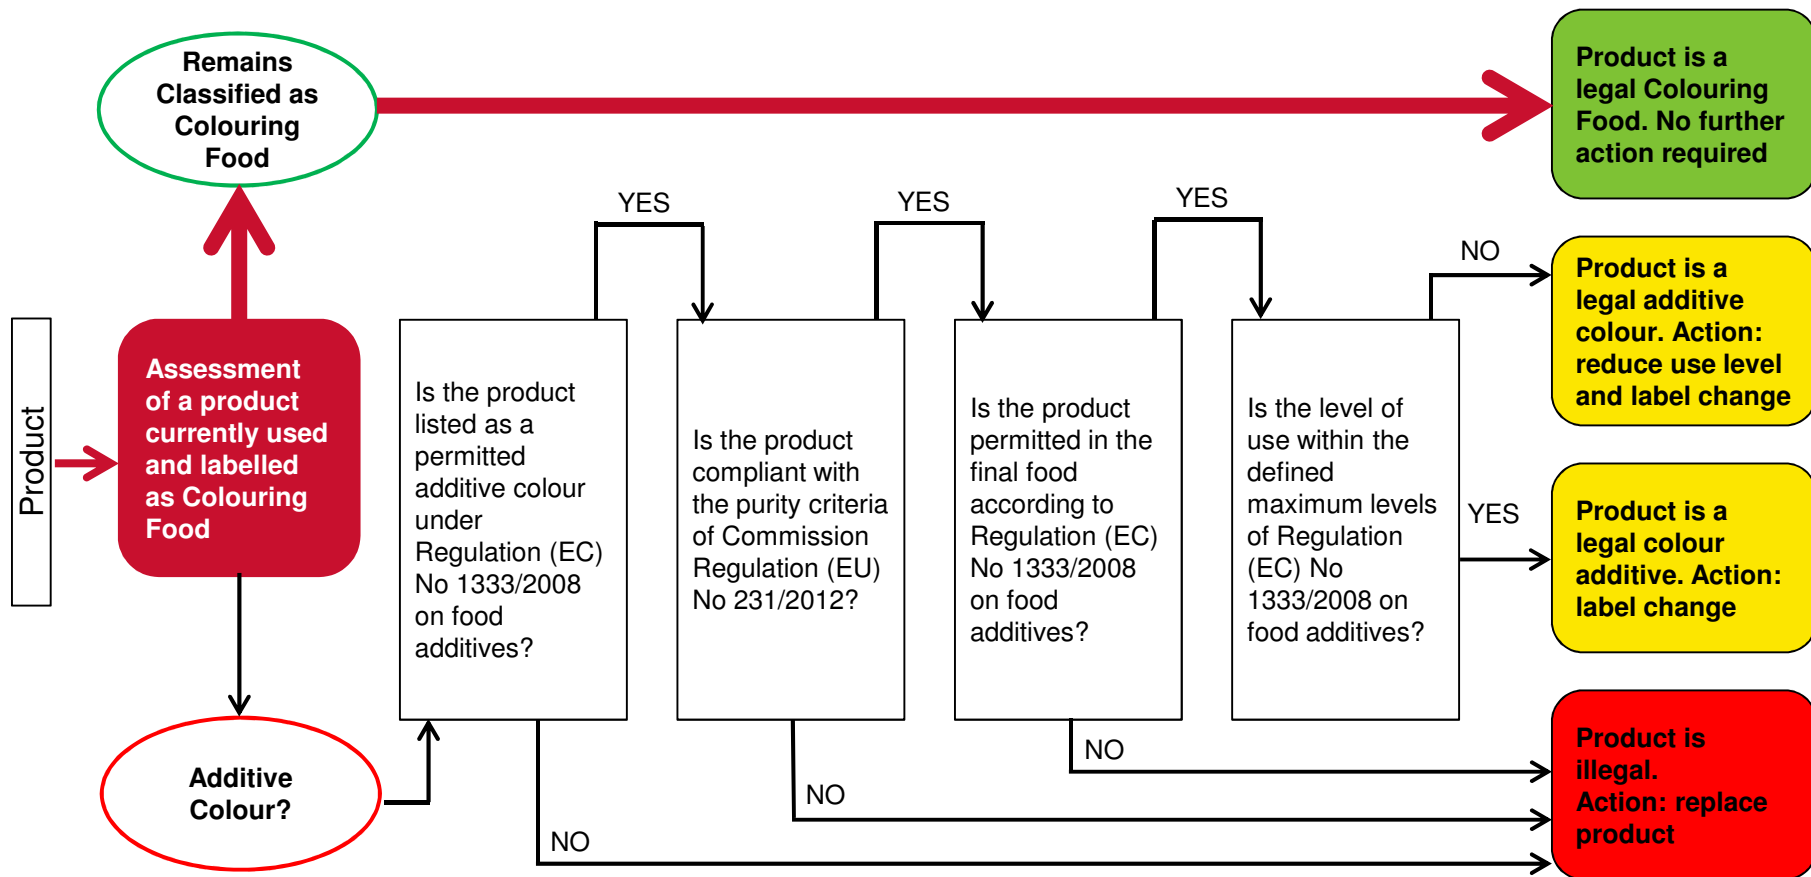 Remains
Classified as
Colouring
Food
Product is a
legal Colouring
Food. No further
action required
YES
YES
YES
NO
Product is a
legal additive
colour. Action:
reduce use level
and label change
Product
Assessment
of a product
currently used
and labelled
as Colouring
Food
Is the product
listed as a
permitted
additive colour
under
Regulation (EC)
No 1333/2008
on food
additives?
Is the product
compliant with
the purity criteria
of Commission
Regulation (EU)
No 231/2012?
Is the product
permitted in the
final food
according to
Regulation (EC)
No 1333/2008
on food
additives?
Is the level of
use within the
defined
maximum levels
of Regulation
(EC) No
1333/2008 on
food additives?
YES
Product is a
legal colour
additive. Action:
label change
Additive
Colour?
NO
NO
NO
Product is
illegal.
Action: replace
product